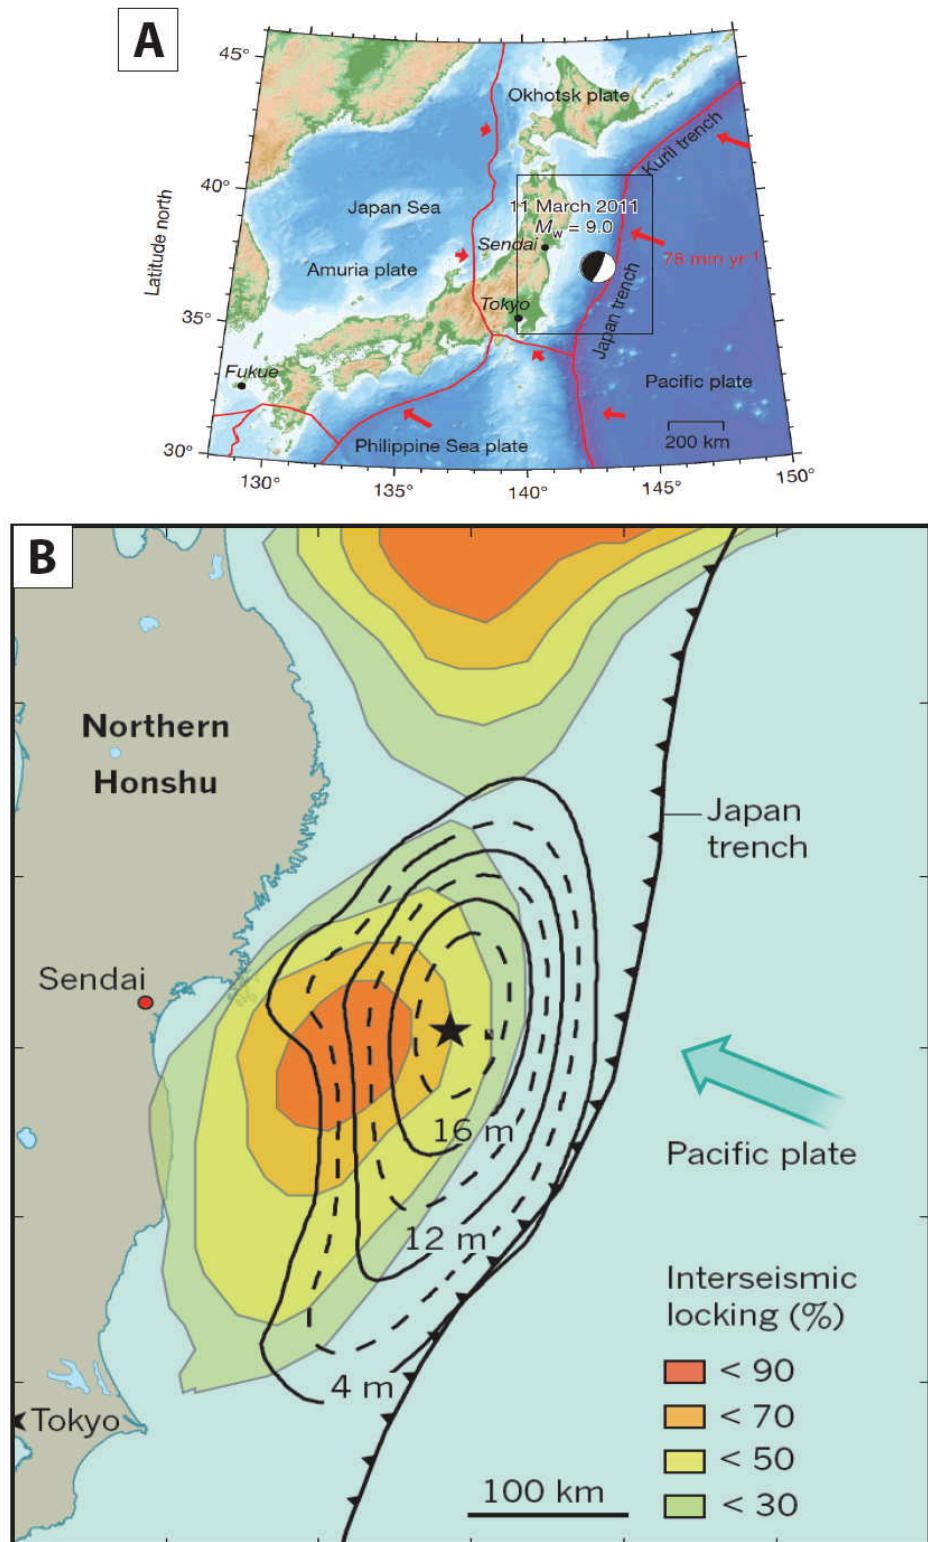 A
45°
Okhotsk plate
Kuril trench
40°
11 March 2011
Mw = 9.0
Japan Sea
Sendai
78 mm yr⁻¹
Amuria plate
Latitude north
Tokyo
Japan trench
35°
Fukue
Pacific plate
200 km
Philippine Sea plate
30°
130°
135°
140°
145°
150°
B
Northern
Honshu
Japan
trench
Sendai
16 m
Pacific plate
12 m
Interseismic
locking (%)
4 m
< 90
< 70
< 50
< 30
Tokyo
100 km